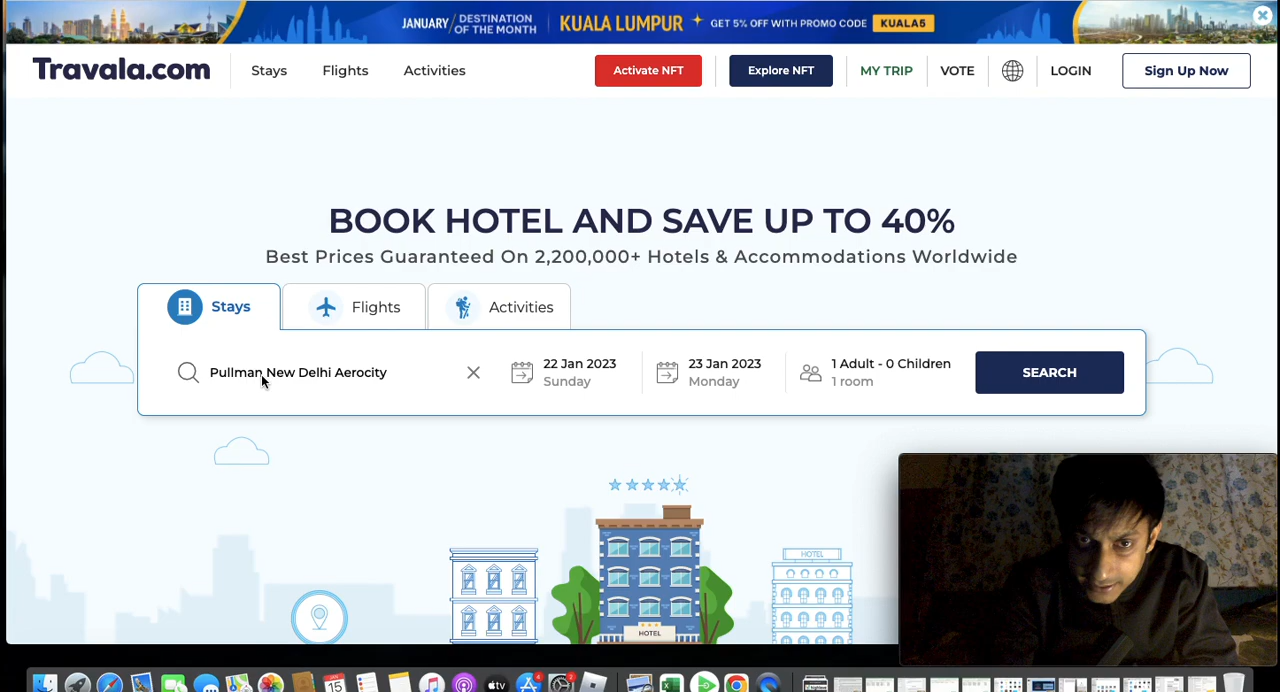 JANUARY / DESTINATION OF THE MONTH KUALA LUMPUR GET 5% OFF WITH PROMO CODE KUALA5
Travala.com Stays Flights Activities Activate NFT Explore NFT MY TRIP VOTE LOGIN Sign Up Now
BOOK HOTEL AND SAVE UP TO 40%
Best Prices Guaranteed On 2,200,000+ Hotels & Accommodations Worldwide
Stays Flights Activities
Pullman New Delhi Aerocity
22 Jan 2023
Sunday
23 Jan 2023
Monday
1 Adult - 0 Children
1 room
SEARCH
HOTEL
HOTEL
15
tv